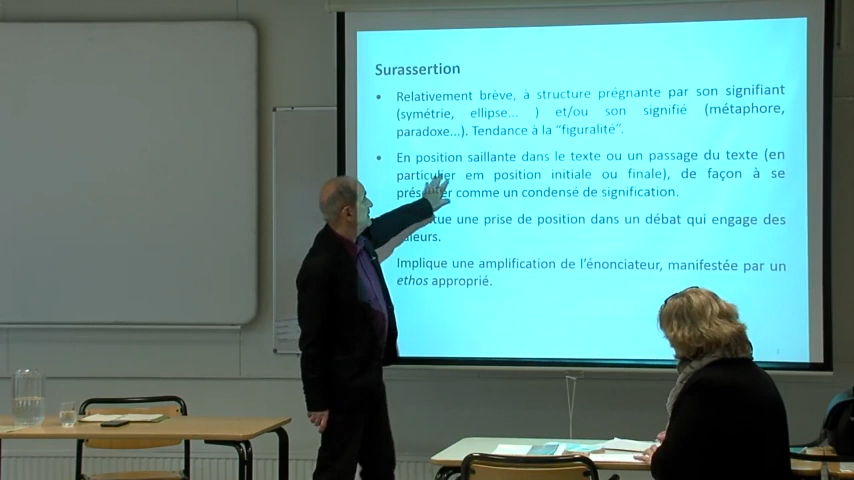 Surassertion
• Relativement brève, à structure prégnante par son signifiant
(symétrie, ellipse... ) et/ou son signifié (métaphore,
paradoxe...). Tendance à la "figuralité".
• En position saillante dans le texte ou un passage du texte (en
particulier em position initiale ou finale), de façon à se
comme un condensé de signification.
une prise de position dans un débat qui engage des
Implique une amplification de l'énonciateur, manifestée par un
ethos approprié.